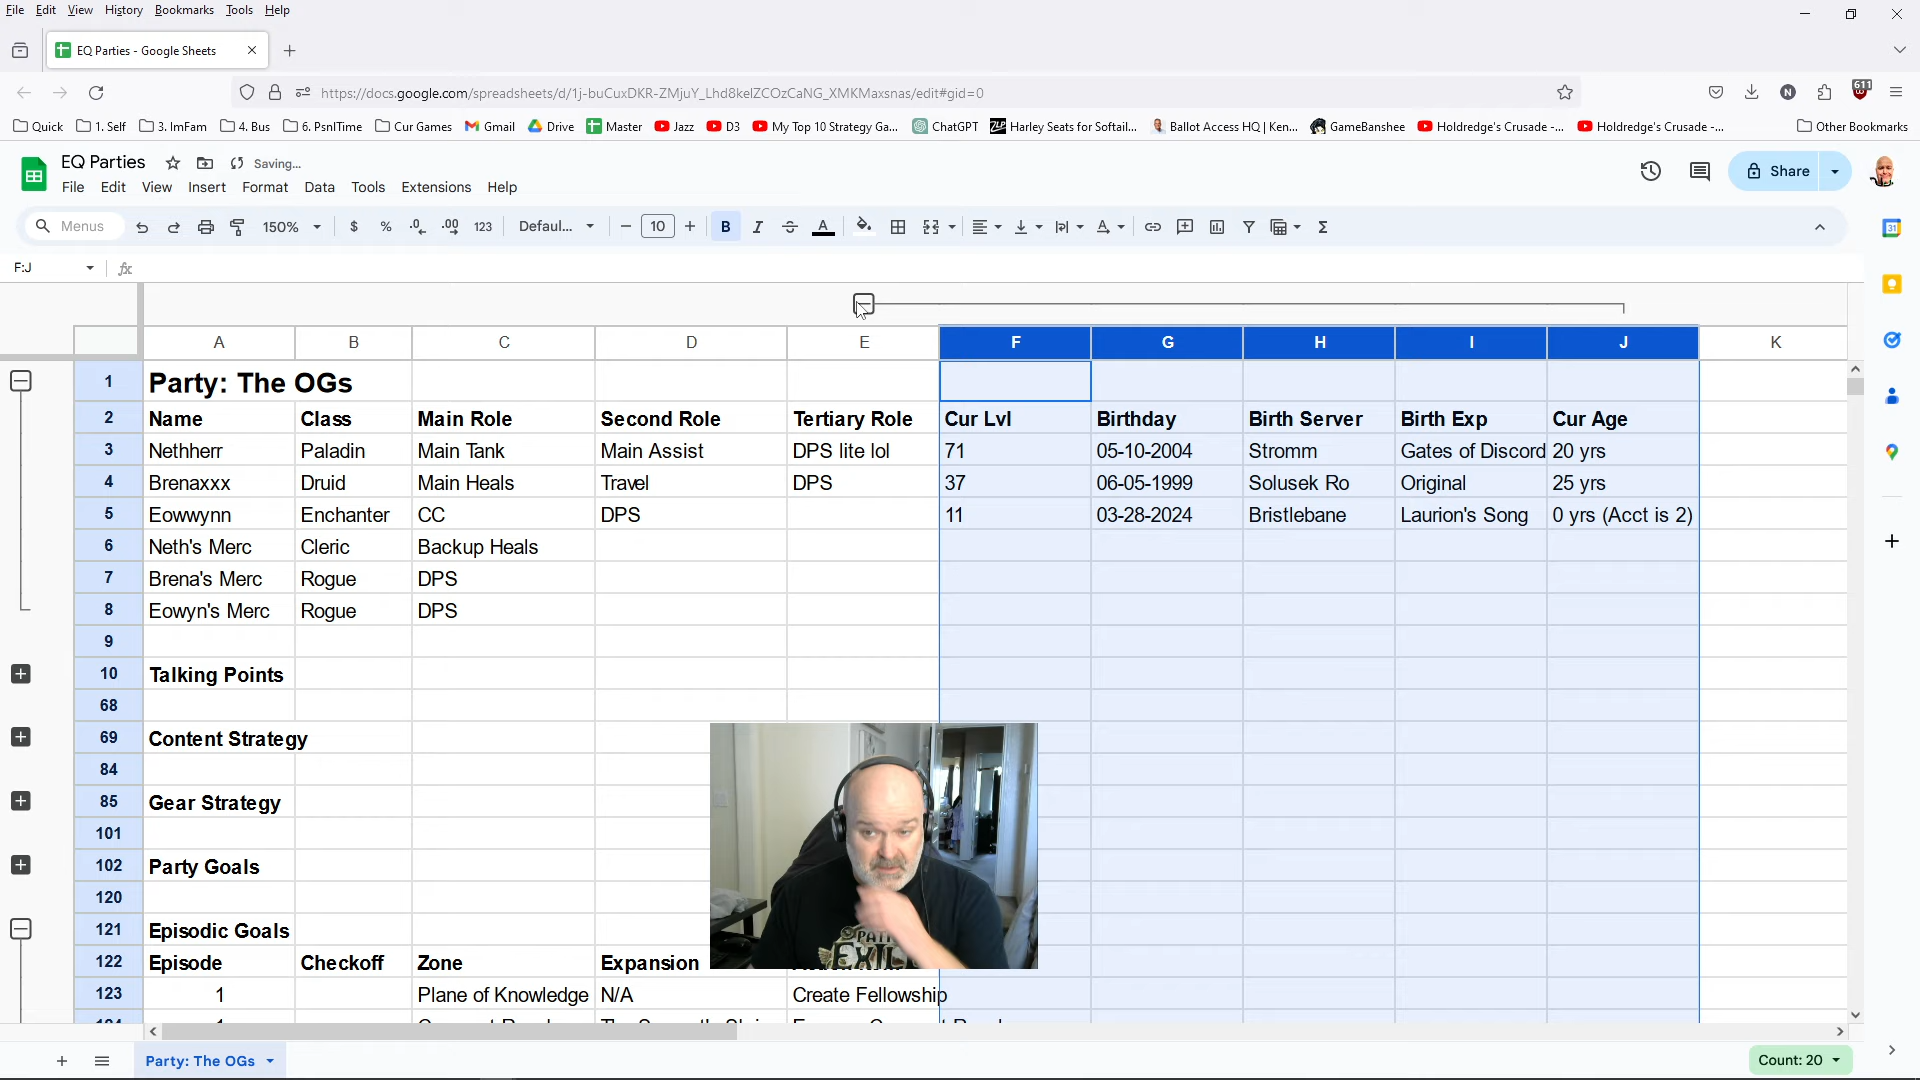 File Edit View History Bookmarks Tools Help
EQ Parties - Google Sheets
https://docs.google.com/spreadsheets/d/1j-buCuxDKR-ZMjuY_Lhd8kelZCOzCaNG_XMKMaxsnas/edit#gid=0 N 611
Quick 1. Self 3. ImFam 4. Bus 6. PsnlTime Cur Games Gmail Drive Master Jazz D3 My Top 10 Strategy Ga... ChatGPT Harley Seats for Softail... Ballot Access HQ | Ken... GameBanshee Holdredge's Crusade -... Holdredge's Crusade -... Other Bookmarks
EQ Parties Saving...
Share
File Edit View Insert Format Data Tools Extensions Help
Menus 150% $ % .0 .00 123 Defaul... 10 B I A Σ
31
F:J fx
A B C D E F G H I J K
1 Party: The OGs
2 Name Class Main Role Second Role Tertiary Role Cur Lvl Birthday Birth Server Birth Exp Cur Age
3 Nethherr Paladin Main Tank Main Assist DPS lite lol 71 05-10-2004 Stromm Gates of Discord 20 yrs
4 Brenaxxx Druid Main Heals Travel DPS 37 06-05-1999 Solusek Ro Original 25 yrs
5 Eowwynn Enchanter CC DPS 11 03-28-2024 Bristlebane Laurion's Song 0 yrs (Acct is 2)
6 Neth's Merc Cleric Backup Heals
7 Brena's Merc Rogue DPS
8 Eowyn's Merc Rogue DPS
9
10 Talking Points
68
69 Content Strategy
84
85 Gear Strategy
101
102 Party Goals
120
121 Episodic Goals
122 Episode Checkoff Zone Expansion
123 1 Plane of Knowledge N/A Create Fellowship
Party: The OGs Count: 20